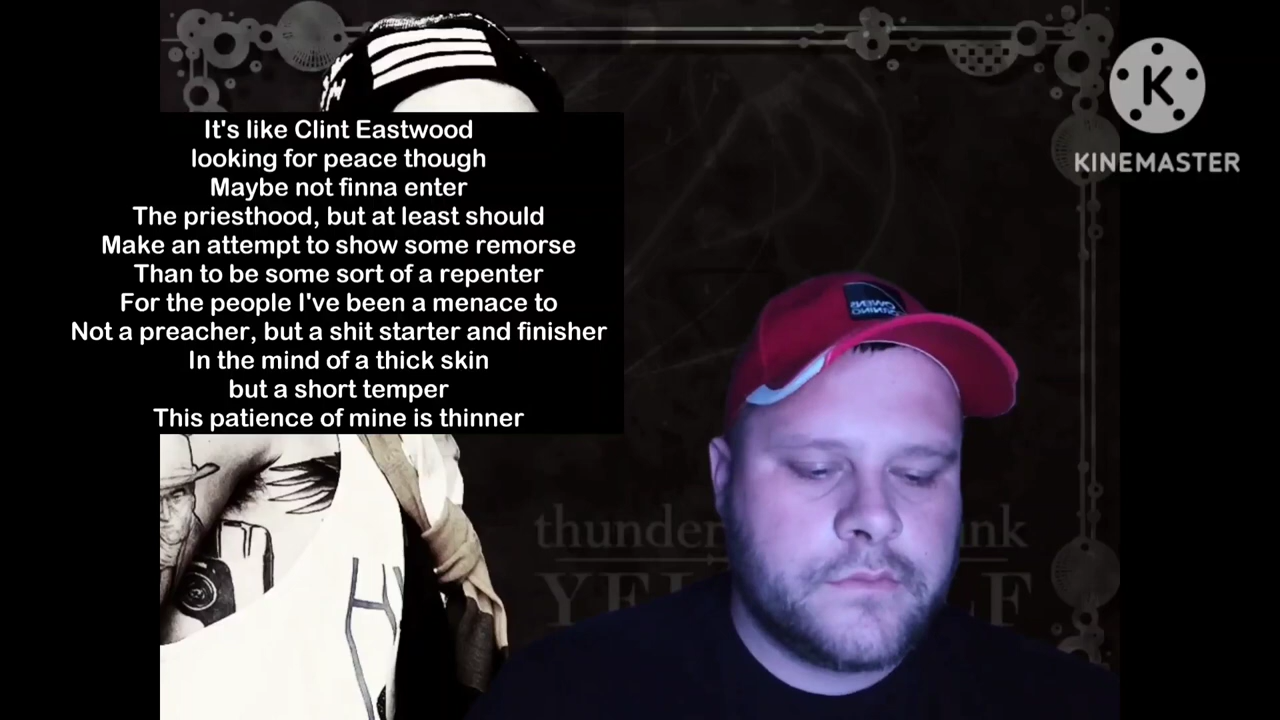 It's like Clint Eastwood
looking for peace though
Maybe not finna enter
The priesthood, but at least should
Make an attempt to show some remorse
Than to be some sort of a repenter
For the people I've been a menace to
Not a preacher, but a shit starter and finisher
In the mind of a thick skin
but a short temper
This patience of mine is thinner
K
KINEMASTER
OWENS
CORNING
thunder